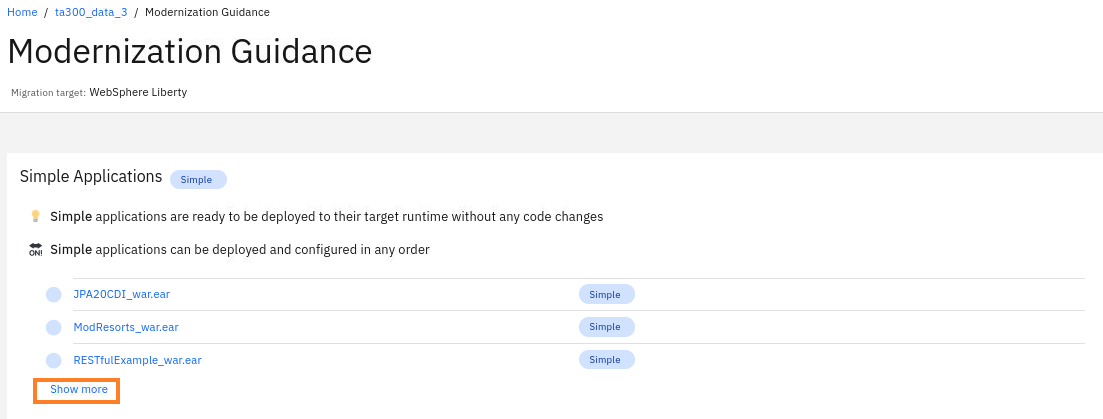 Home / ta300_data_3 / Modernization Guidance
Modernization Guidance
Migration target: WebSphere Liberty
Simple Applications Simple
Simple applications are ready to be deployed to their target runtime without any code changes
ON! Simple applications can be deployed and configured in any order
JPA20CDI_war.ear Simple
ModResorts_war.ear Simple
RESTfulExample_war.ear Simple
Show more